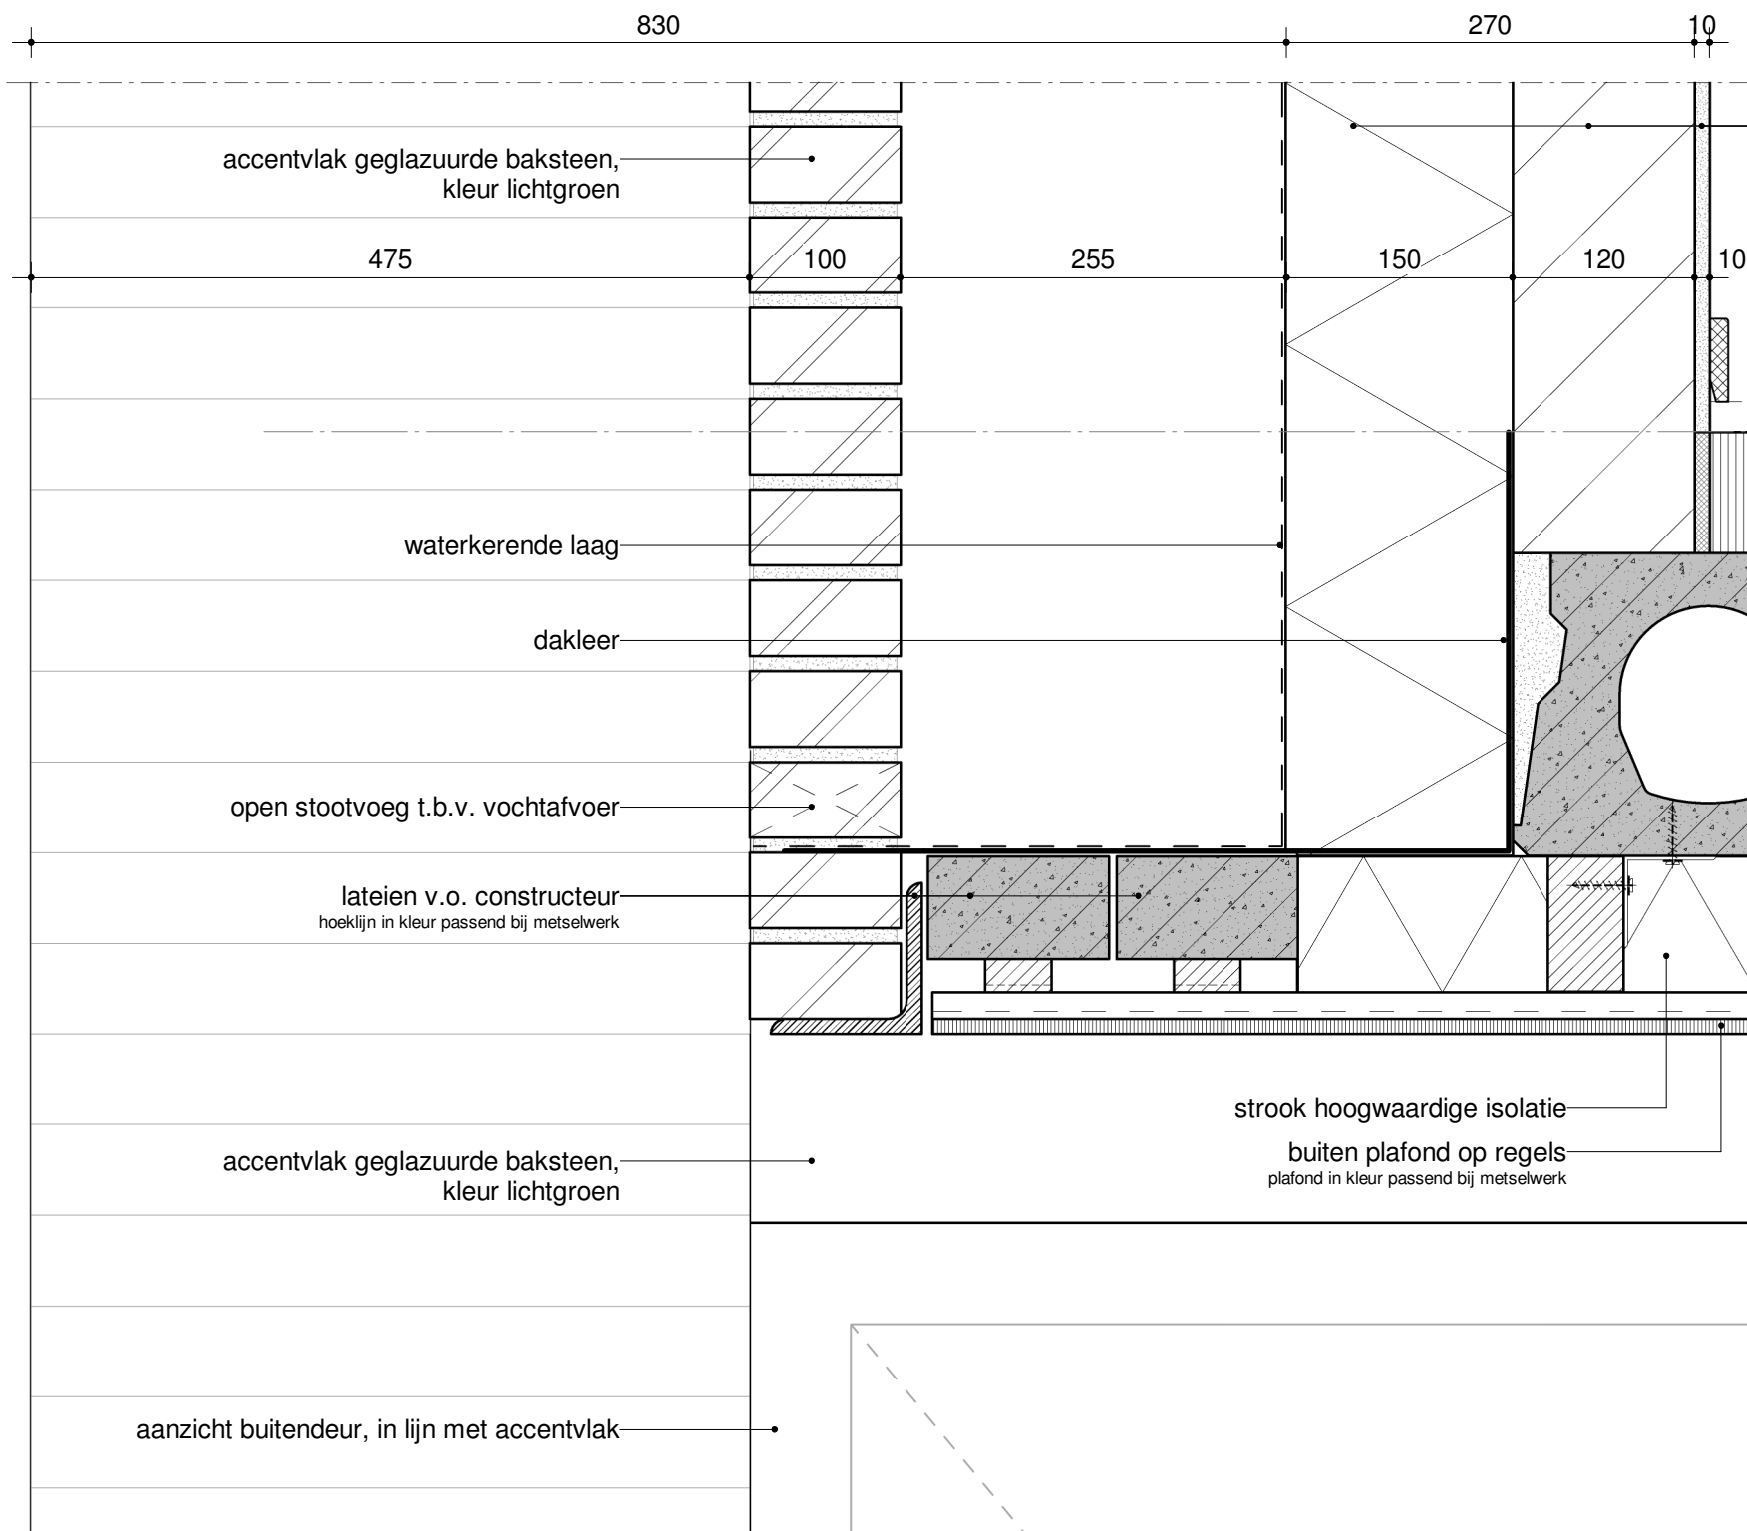 830
270
10
accentvlak geglazuurde baksteen,
kleur lichtgroen
475
100
255
150
120
10
waterkerende laag
dakleer
open stootvoeg t.b.v. vochtafvoer
lateien v.o. constructeur
hoeklijn in kleur passend bij metselwerk
strook hoogwaardige isolatie
buiten plafond op regels
plafond in kleur passend bij metselwerk
accentvlak geglazuurde baksteen,
kleur lichtgroen
aanzicht buitendeur, in lijn met accentvlak